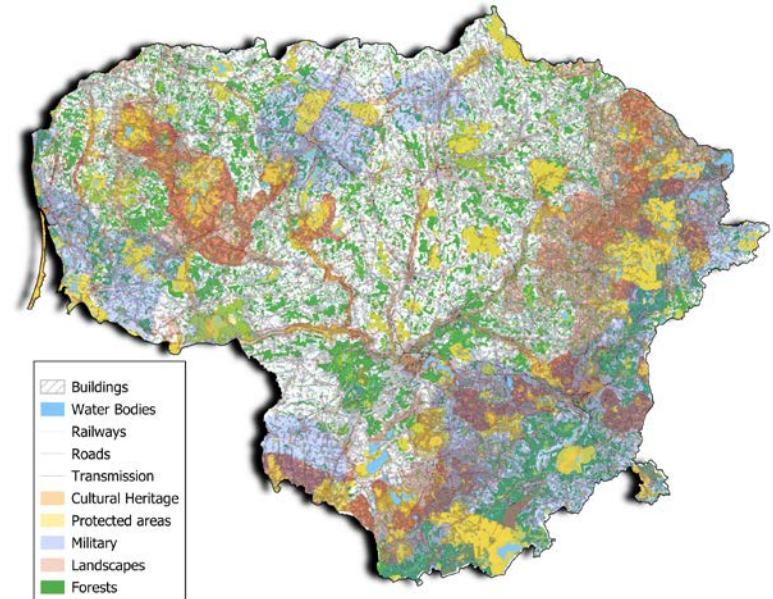 Buildings
Water Bodies
Railways
Roads
Transmission
Cultural Heritage
Protected areas
Military
Landscapes
Forests